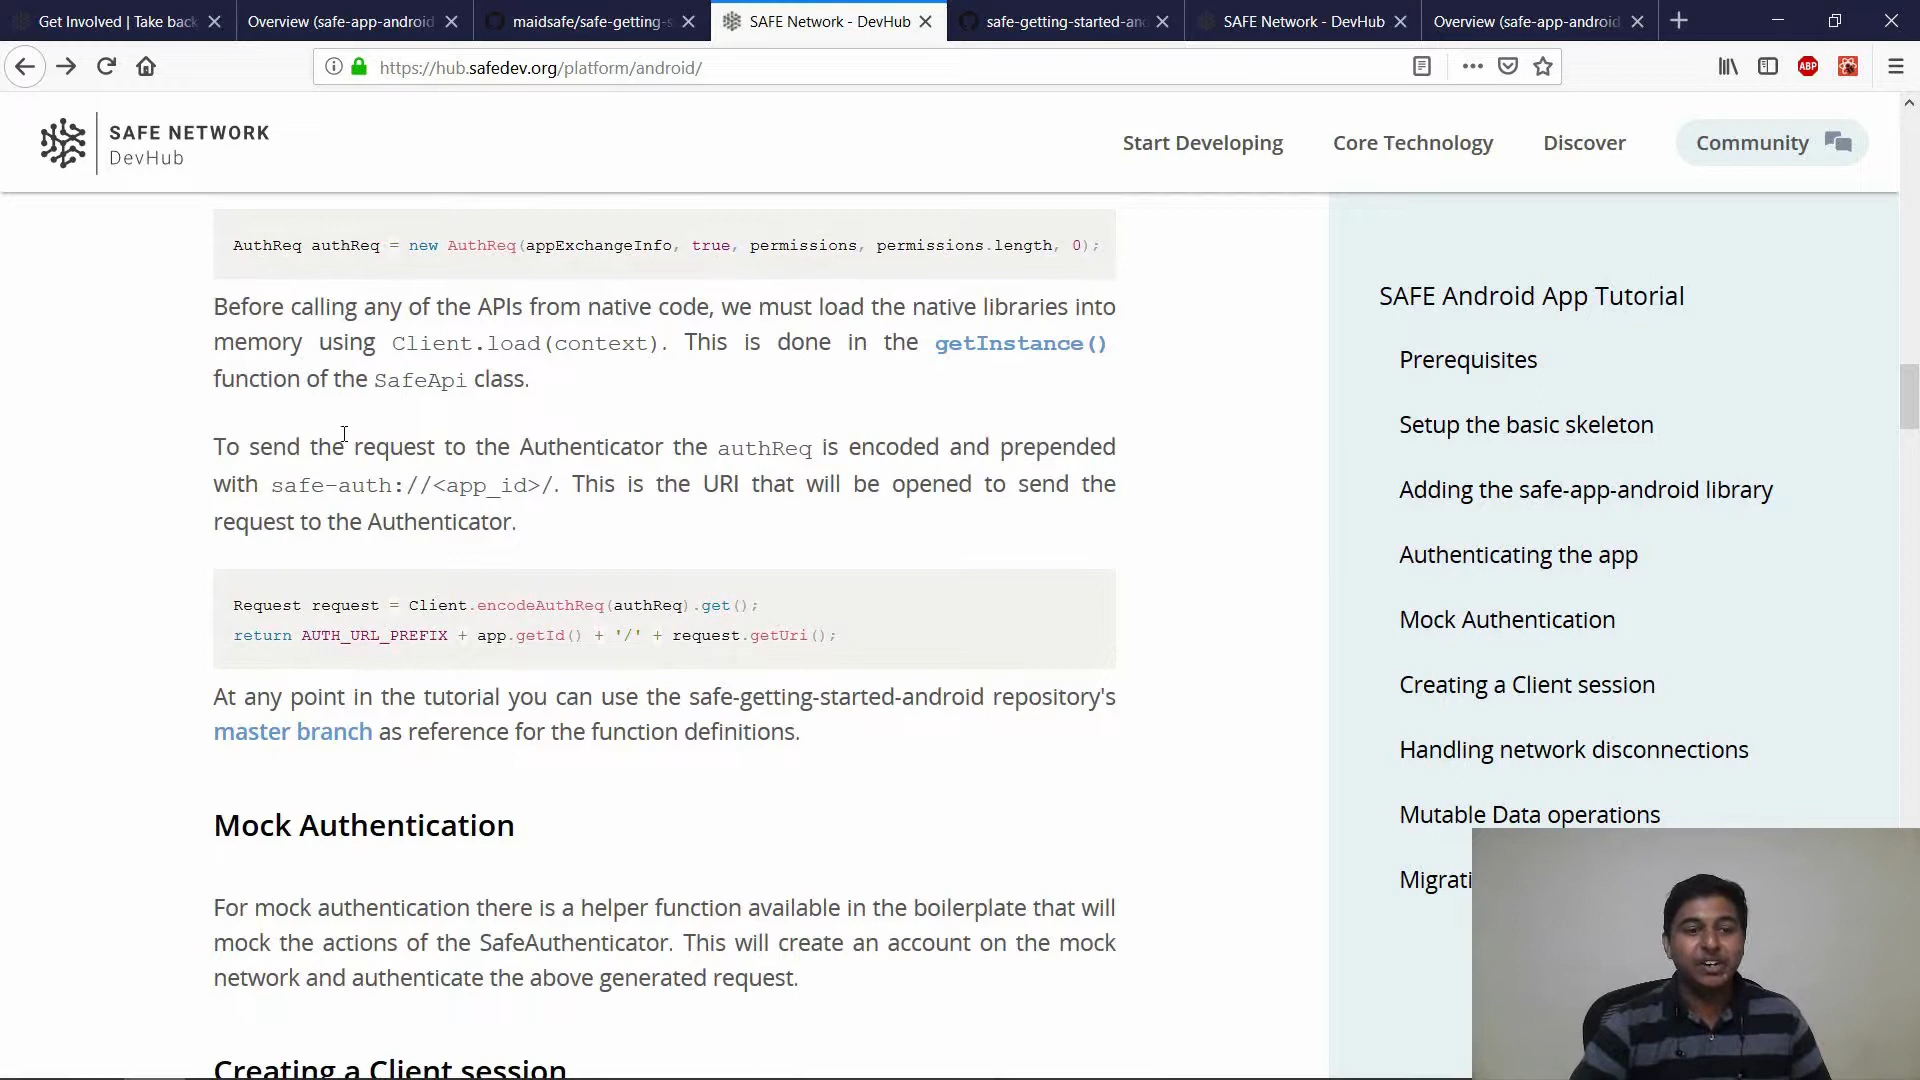 Get Involved | Take back
Overview (safe-app-android
maidsafe/safe-getting-s
SAFE Network - DevHub
safe-getting-started-an
SAFE Network - DevHub
Overview (safe-app-android
https://hub.safedev.org/platform/android/
ABP
SAFE NETWORK
DevHub
Start Developing
Core Technology
Discover
Community
AuthReq authReq = new AuthReq(appExchangeInfo, true, permissions, permissions.length, 0);
Before calling any of the APIs from native code, we must load the native libraries into
memory using Client.load(context). This is done in the getInstance()
function of the SafeApi class.
To send the request to the Authenticator the authReq is encoded and prepended
with safe-auth://<app_id>/. This is the URI that will be opened to send the
request to the Authenticator.
Request request = Client.encodeAuthReq(authReq).get();
return AUTH_URL_PREFIX + app.getId() + '/' + request.getUri();
At any point in the tutorial you can use the safe-getting-started-android repository's
master branch as reference for the function definitions.
Mock Authentication
For mock authentication there is a helper function available in the boilerplate that will
mock the actions of the SafeAuthenticator. This will create an account on the mock
network and authenticate the above generated request.
Creating a Client session
SAFE Android App Tutorial
Prerequisites
Setup the basic skeleton
Adding the safe-app-android library
Authenticating the app
Mock Authentication
Creating a Client session
Handling network disconnections
Mutable Data operations
Migrati